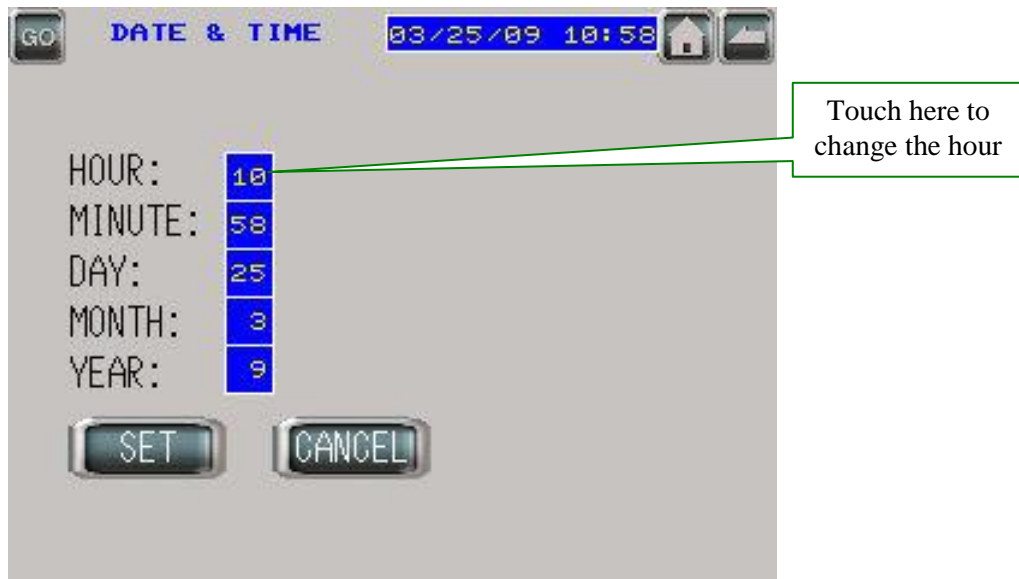 GO DATE & TIME 03/25/09 10:58
Touch here to
change the hour
HOUR: 10
MINUTE: 58
DAY: 25
MONTH: 3
YEAR: 9
SET CANCEL